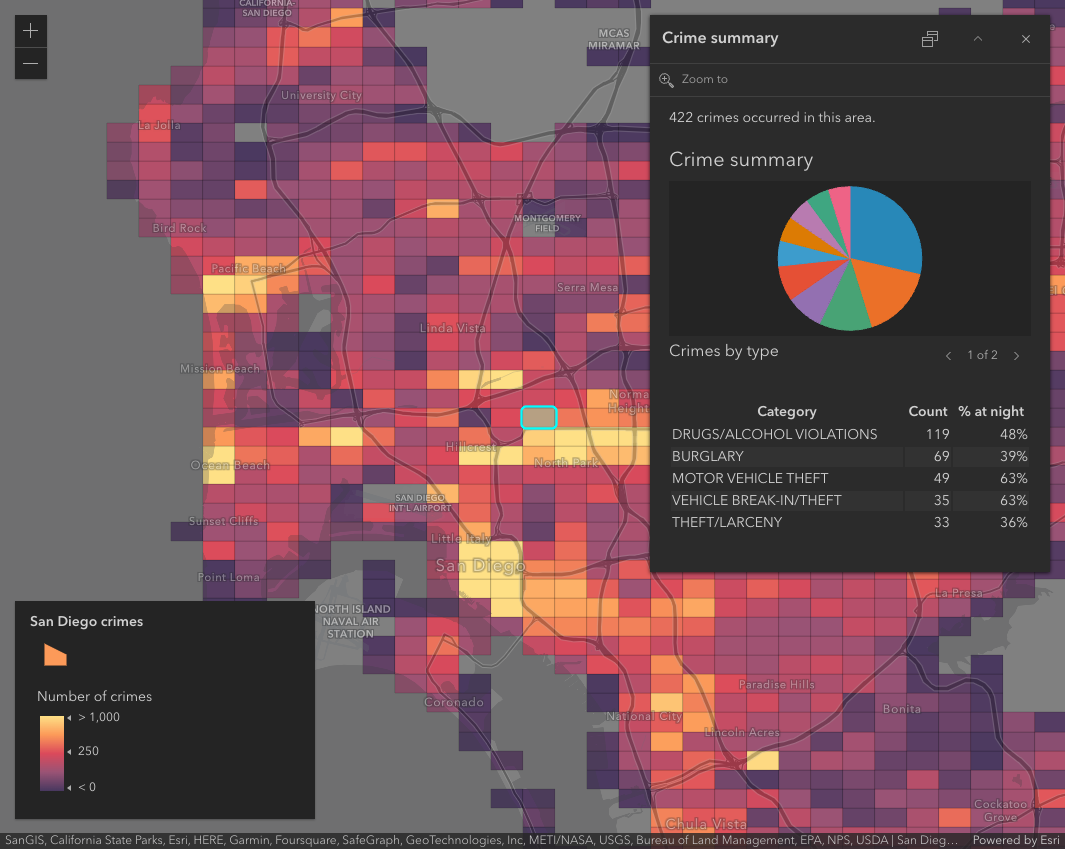 CALIFORNIA-
SAN DIEGO
MCAS
MIRAMAR
University City
La Jolla
Bird Rock
MONTGOMERY
FIELD
Pacific Beach
Serra Mesa
Linda Vista
Mission Beach
Norma
Height
Hillcrest
North Park
Ocean Beach
SAN DIEGO
INT'L AIRPORT
Sunset Cliffs
Little Italy
San Diego
Point Loma
La Presa
NORTH ISLAND
NAVAL AIR
STATION
Paradise Hills
Coronado
Bonita
National City
Lincoln Acres
Cockatoo
Grove
Chula Vista
Crime summary
Zoom to
422 crimes occurred in this area.
Crime summary
Crimes by type
1 of 2
Category Count % at night
DRUGS/ALCOHOL VIOLATIONS 119 48%
BURGLARY 69 39%
MOTOR VEHICLE THEFT 49 63%
VEHICLE BREAK-IN/THEFT 35 63%
THEFT/LARCENY 33 36%
San Diego crimes
Number of crimes
> 1,000
250
< 0
SanGIS, California State Parks, Esri, HERE, Garmin, Foursquare, SafeGraph, GeoTechnologies, Inc, METI/NASA, USGS, Bureau of Land Management, EPA, NPS, USDA | San Dieg... Powered by Esri